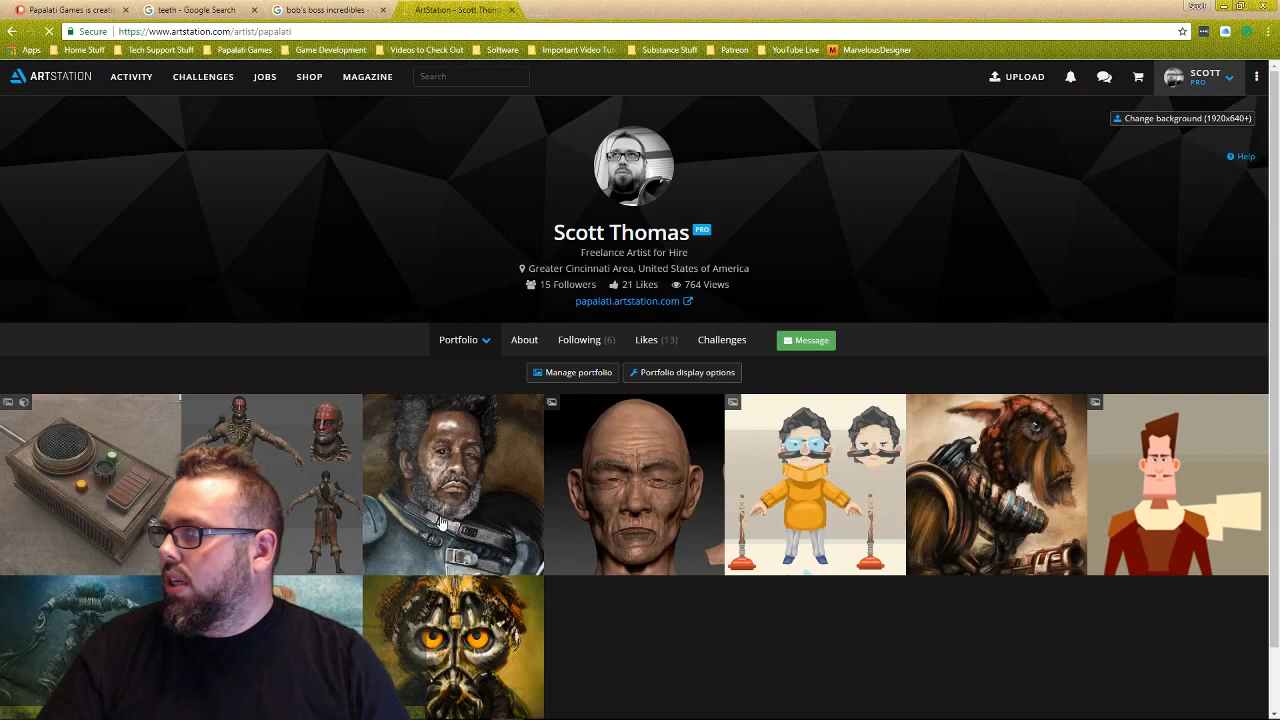 Papalati Games is creati
teeth - Google Search
bob's boss incredibles -
ArtStation - Scott Thom
Scott
Secure
https://www.artstation.com/artist/papalati
Apps
Home Stuff
Tech Support Stuff
Papalati Games
Game Development
Videos to Check Out
Software
Important Video Tut
Substance Stuff
Patreon
YouTube Live
MarvelousDesigner
ARTSTATION
ACTIVITY
CHALLENGES
JOBS
SHOP
MAGAZINE
Search
UPLOAD
SCOTT
PRO
Change background (1920x640+)
Help
Scott Thomas PRO
Freelance Artist for Hire
Greater Cincinnati Area, United States of America
15 Followers 21 Likes 764 Views
papalati.artstation.com
Portfolio
About
Following (6)
Likes (13)
Challenges
Message
Manage portfolio
Portfolio display options